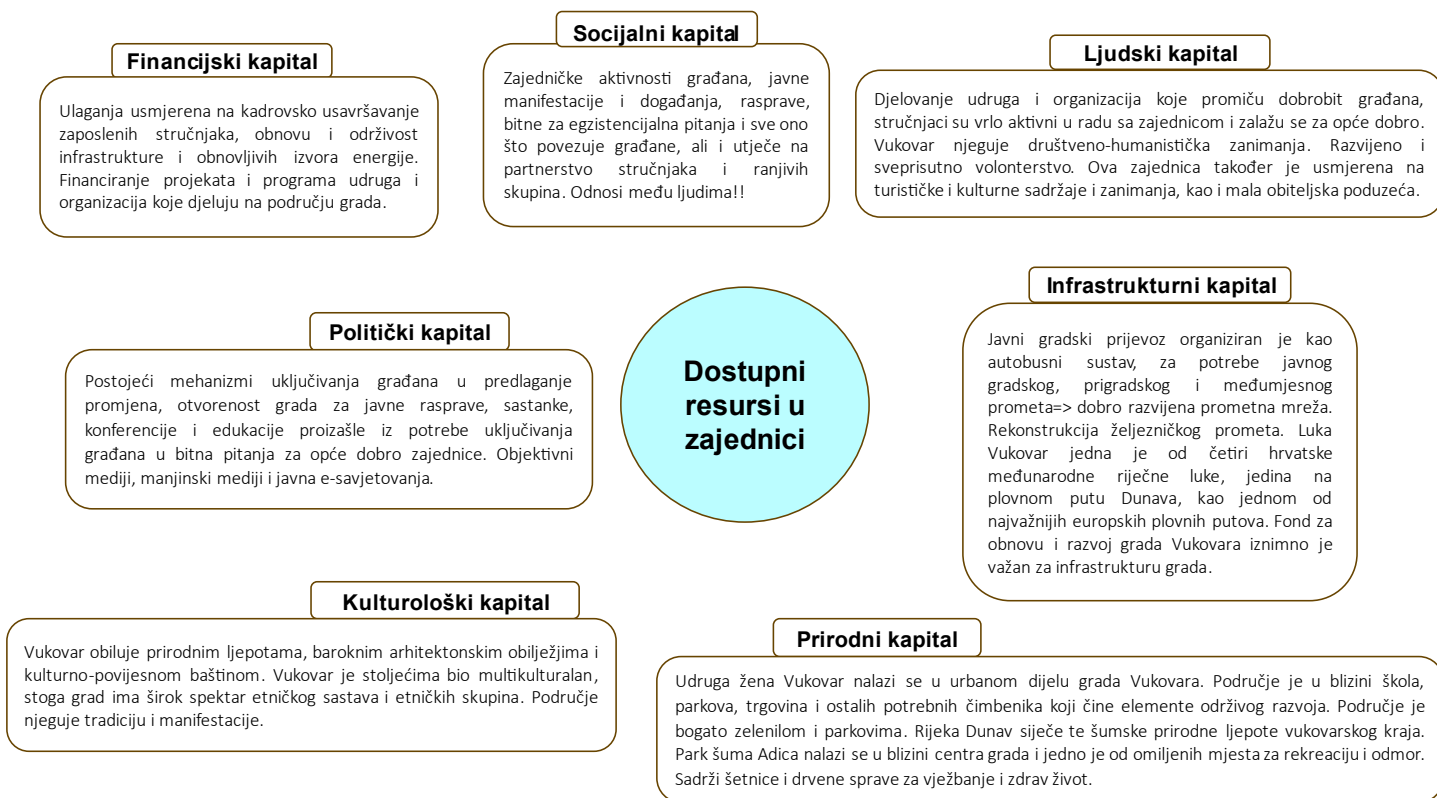 Financijski kapital
Ulaganja usmjerena na kadrovsko usavršavanje
zaposlenih stručnjaka, obnovu i održivost
infrastrukture i obnovljivih izvora energije.
Financiranje projekata i programa udruga i
organizacija koje djeluju na području grada.
Socijalni kapital
Zajedničke aktivnosti građana, javne
manifestacije i događanja, rasprave,
bitne za egzistencijalna pitanja i sve ono
što povezuje građane, ali i utječe na
partnerstvo stručnjaka i ranjivih
skupina. Odnosi među ljudima!!
Ljudski kapital
Djelovanje udruga i organizacija koje promiču dobrobit građana,
stručnjaci su vrlo aktivni u radu sa zajednicom i zalažu se za opće dobro.
Vukovar njeguje društveno-humanistička zanimanja. Razvijeno i
sveprisutno volonterstvo. Ova zajednica također je usmjerena na
turističke i kulturne sadržaje i zanimanja, kao i mala obiteljska poduzeća.
Politički kapital
Postojeći mehanizmi uključivanja građana u predlaganje
promjena, otvorenost grada za javne rasprave, sastanke,
konferencije i edukacije proizašle iz potrebe uključivanja
građana u bitna pitanja za opće dobro zajednice. Objektivni
mediji, manjinski mediji i javna e-savjetovanja.
Dostupni
resursi u
zajednici
Infrastrukturni kapital
Javni gradski prijevoz organiziran je kao
autobusni sustav, za potrebe javnog
gradskog, prigradskog i međumjesnog
prometa=> dobro razvijena prometna mreža.
Rekonstrukcija željezničkog prometa. Luka
Vukovar jedna je od četiri hrvatske
međunarodne riječne luke, jedina na
plovnom putu Dunava, kao jednom od
najvažnijih europskih plovnih putova. Fond za
obnovu i razvoj grada Vukovara iznimno je
važan za infrastrukturu grada.
Kulturološki kapital
Vukovar obiluje prirodnim ljepotama, baroknim arhitektonskim obilježjima i
kulturno-povijesnom baštinom. Vukovar je stoljećima bio multikulturalan,
stoga grad ima širok spektar etničkog sastava i etničkih skupina. Područje
njeguje tradiciju i manifestacije.
Prirodni kapital
Udruga žena Vukovar nalazi se u urbanom dijelu grada Vukovara. Područje je u blizini škola,
parkova, trgovina i ostalih potrebnih čimbenika koji čine elemente održivog razvoja. Područje je
bogato zelenilom i parkovima. Rijeka Dunav siječe te šumske prirodne ljepote vukovarskog kraja.
Park šuma Adica nalazi se u blizini centra grada i jedno je od omiljenih mjesta za rekreaciju i odmor.
Sadrži šetnice i drvene sprave za vježbanje i zdrav život.